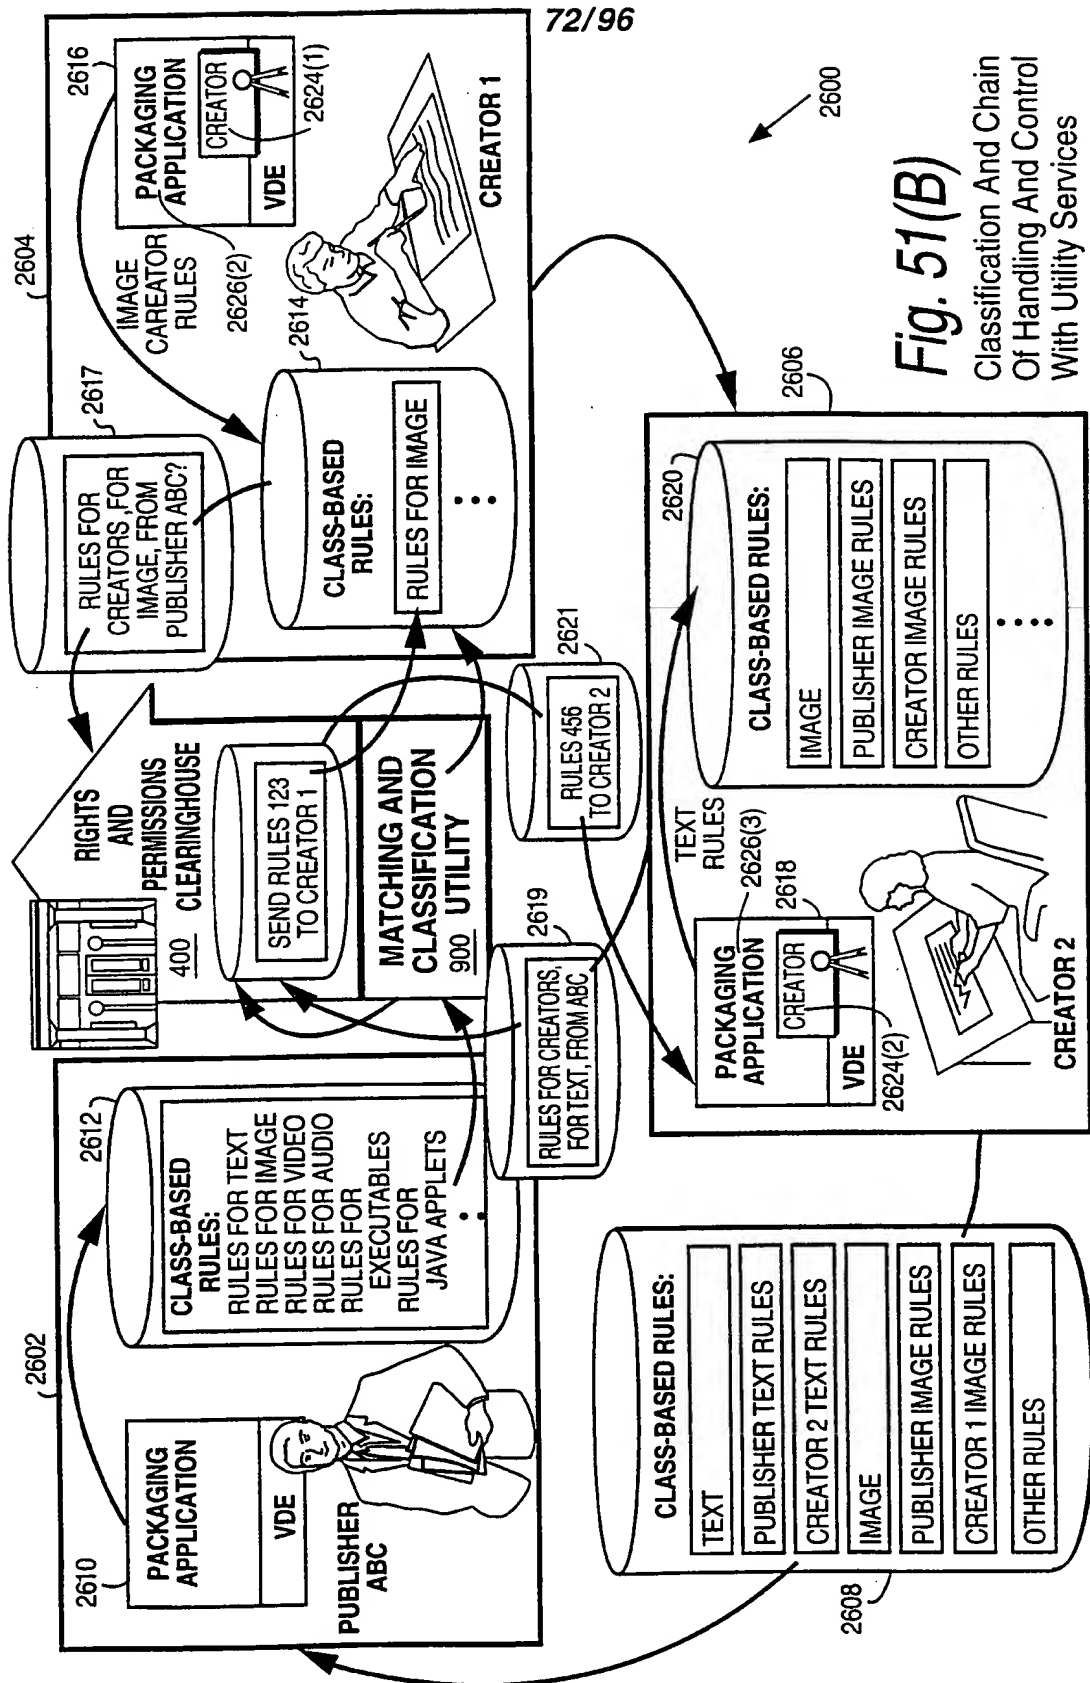 72/96
2602
2610
PACKAGING
APPLICATION
VDE
PUBLISHER
ABC
2612
CLASS-BASED
RULES:
RULES FOR TEXT
RULES FOR IMAGE
RULES FOR VIDEO
RULES FOR AUDIO
RULES FOR
EXECUTABLES
RULES FOR
JAVA APPLETS
RIGHTS
AND
PERMISSIONS
CLEARINGHOUSE
400
SEND RULES 123
TO CREATOR 1
MATCHING AND
CLASSIFICATION
900 UTILITY
2617
RULES FOR
CREATORS ,FOR
IMAGE, FROM
PUBLISHER ABC?
2604
2616
PACKAGING
APPLICATION
CREATOR
VDE
2624(1)
IMAGE
CAREATOR
RULES
2626(2)
2614
CLASS-BASED
RULES:
RULES FOR IMAGE
CREATOR 1
2619
RULES FOR CREATORS,
FOR TEXT, FROM ABC
2621
RULES 456
TO CREATOR 2
2608
CLASS-BASED RULES:
TEXT
PUBLISHER TEXT RULES
CREATOR 2 TEXT RULES
IMAGE
PUBLISHER IMAGE RULES
CREATOR 1 IMAGE RULES
OTHER RULES
2606
PACKAGING
APPLICATION
CREATOR
VDE
2624(2)
2618
2626(3)
TEXT
RULES
CREATOR 2
2620
CLASS-BASED RULES:
IMAGE
PUBLISHER IMAGE RULES
CREATOR IMAGE RULES
OTHER RULES
2600
Fig. 51(B)
Classification And Chain
Of Handling And Control
With Utility Services